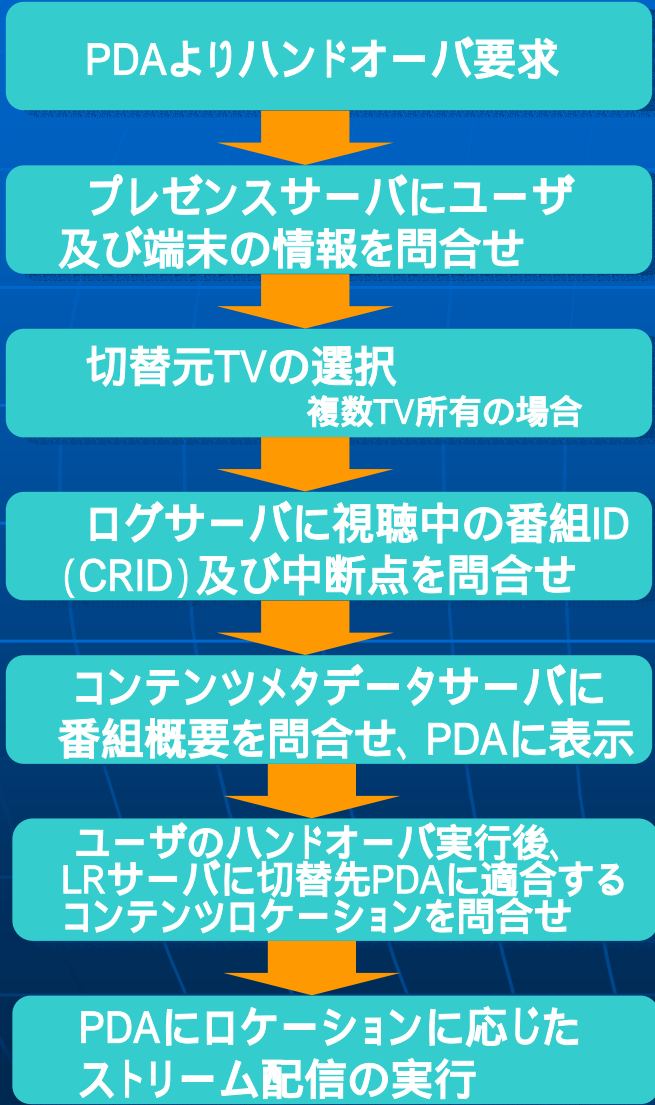 PDAよりハンドオーバ要求
プレゼンスサーバにユーザ
及び端末の情報を問合せ
切替元TVの選択
複数TV所有の場合
ログサーバに視聴中の番組ID
(CRID)及び中断点を問合せ
コンテンツメタデータサーバに
番組概要を問合せ、PDAに表示
ユーザのハンドオーバ実行後、
LRサーバに切替先PDAに適合する
コンテンツロケーションを問合せ
PDAにロケーションに応じた
ストリーム配信の実行